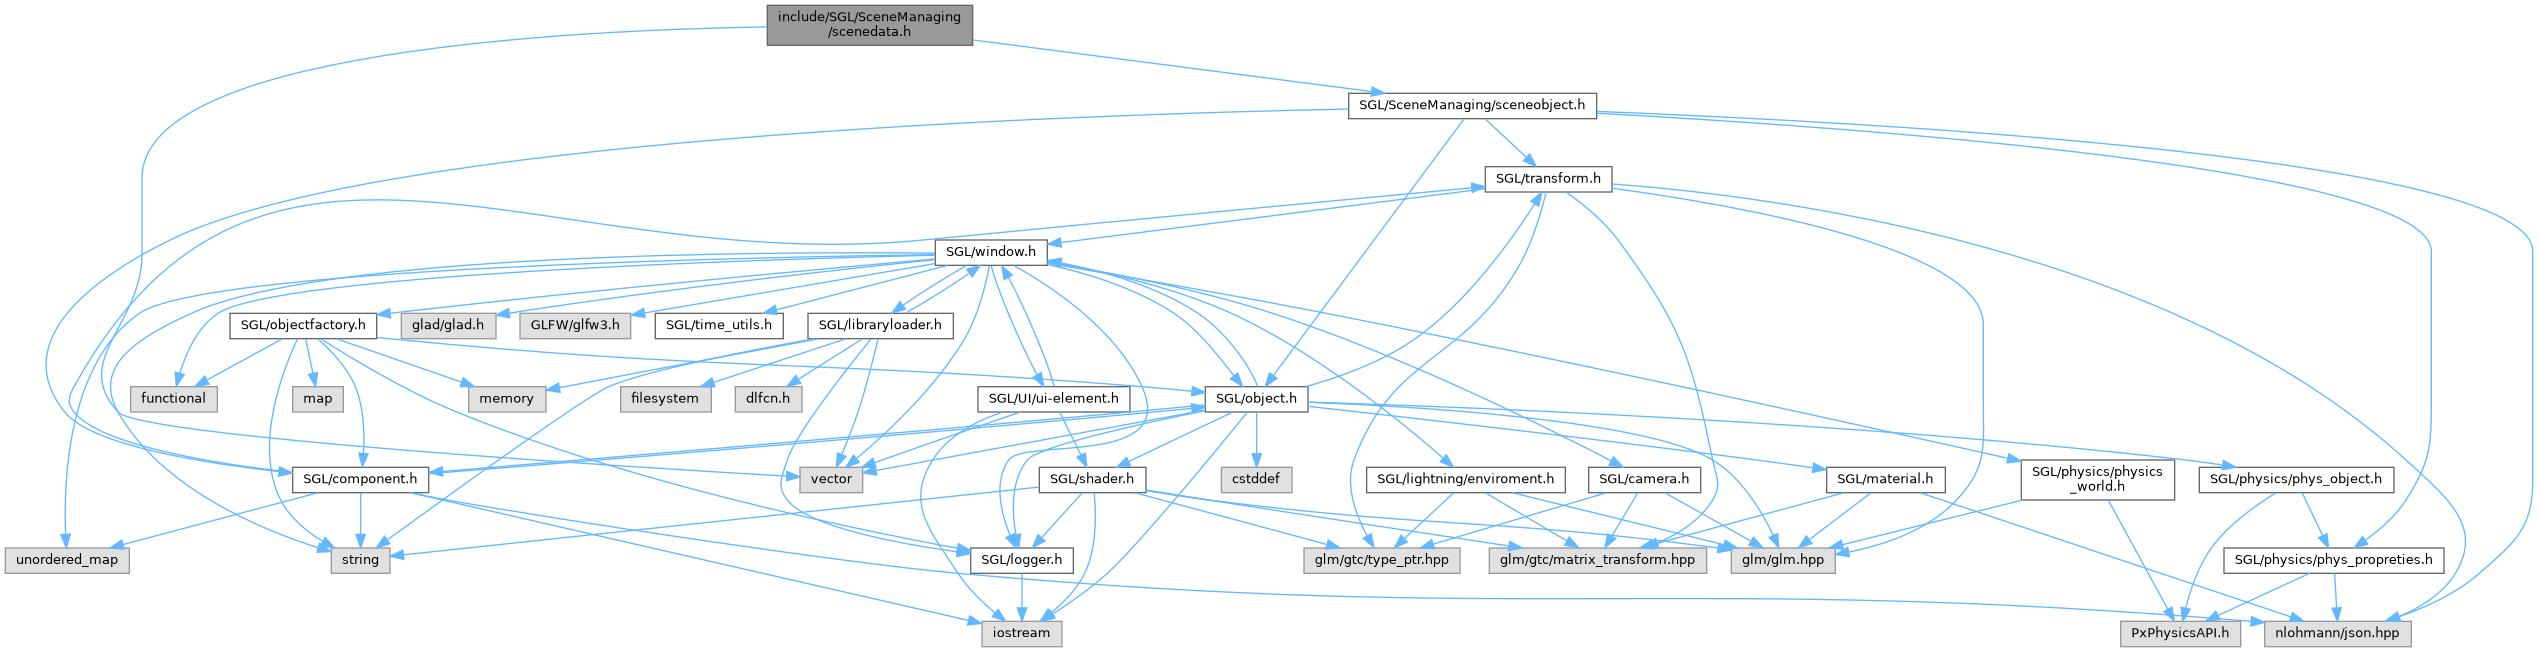 include/SGL/SceneManaging
/scenedata.h
SGL/SceneManaging/sceneobject.h
SGL/transform.h
SGL/window.h
SGL/objectfactory.h
glad/glad.h
GLFW/glfw3.h
SGL/time_utils.h
SGL/libraryloader.h
functional
map
memory
filesystem
dlfcn.h
SGL/UI/ui-element.h
SGL/object.h
SGL/component.h
vector
SGL/shader.h
cstddef
SGL/lightning/enviroment.h
SGL/camera.h
SGL/material.h
SGL/physics/physics
_world.h
SGL/physics/phys_object.h
unordered_map
string
SGL/logger.h
glm/gtc/type_ptr.hpp
glm/gtc/matrix_transform.hpp
glm/glm.hpp
SGL/physics/phys_propreties.h
iostream
PxPhysicsAPI.h
nlohmann/json.hpp